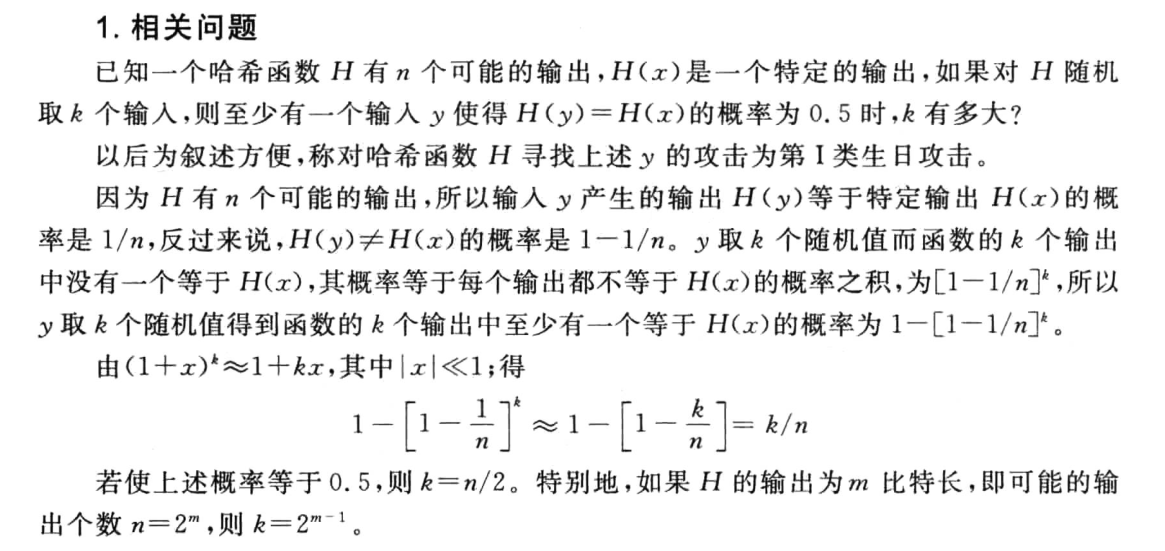 1. 相关问题
已知一个哈希函数 H 有 n 个可能的输出,H(x)是一个特定的输出,如果对 H 随机
取 k 个输入,则至少有一个输入 y 使得 H(y)=H(x)的概率为 0.5 时,k 有多大?
以后为叙述方便,称对哈希函数 H 寻找上述 y 的攻击为第Ⅰ类生日攻击。
因为 H 有 n 个可能的输出,所以输入 y 产生的输出 H(y)等于特定输出 H(x)的概
率是 1/n,反过来说,H(y)≠H(x)的概率是 1−1/n。y 取 k 个随机值而函数的 k 个输出
中没有一个等于 H(x),其概率等于每个输出都不等于 H(x)的概率之积,为[1−1/n]ᵏ,所以
y 取 k 个随机值得到函数的 k 个输出中至少有一个等于 H(x)的概率为 1−[1−1/n]ᵏ。
由(1+x)ᵏ≈1+kx,其中|x|≪1;得
1−[1−1/n]ᵏ≈1−[1−k/n]=k/n
若使上述概率等于 0.5,则 k=n/2。特别地,如果 H 的输出为 m 比特长,即可能的输
出个数 n=2ᵐ,则 k=2ᵐ⁻¹。